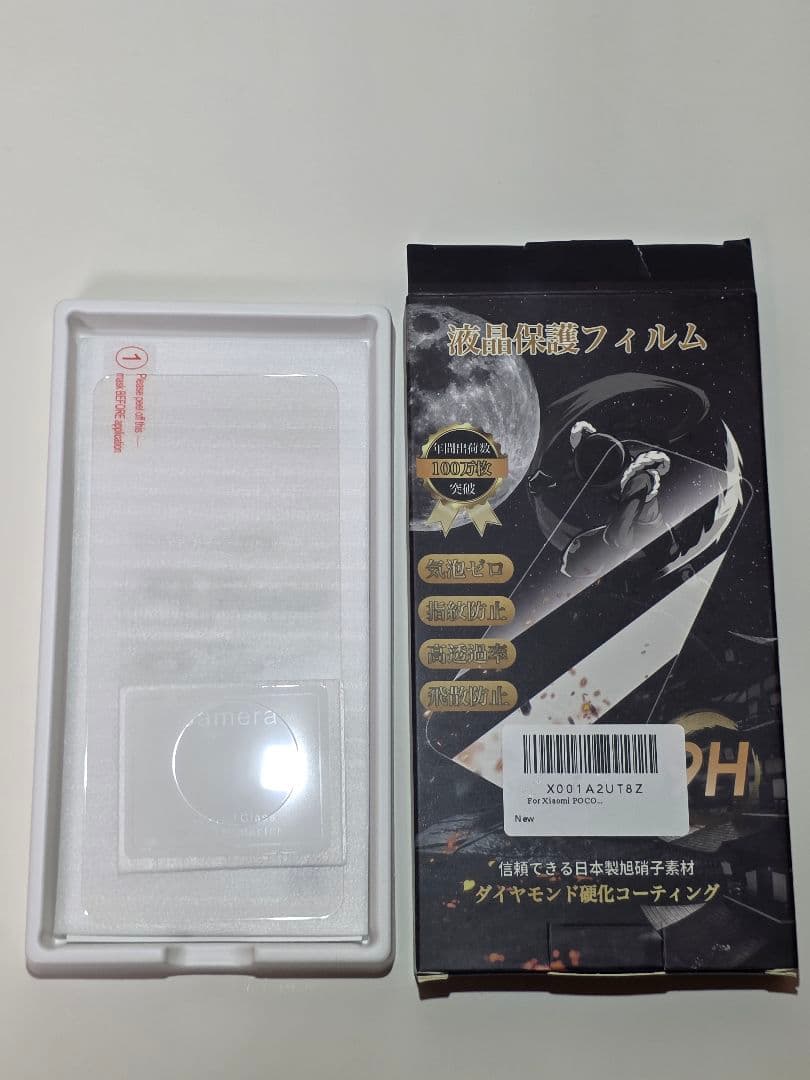 1
Please peel off this
mask BEFORE application
amera
Glass
液晶保護フィルム
年間出荷数
100万枚
突破
気泡ゼロ
指紋防止
高透過率
飛散防止
9H
X001A2UT8Z
For Xiaomi POCO...
New
信頼できる日本製旭硝子素材
ダイヤモンド硬化コーティング